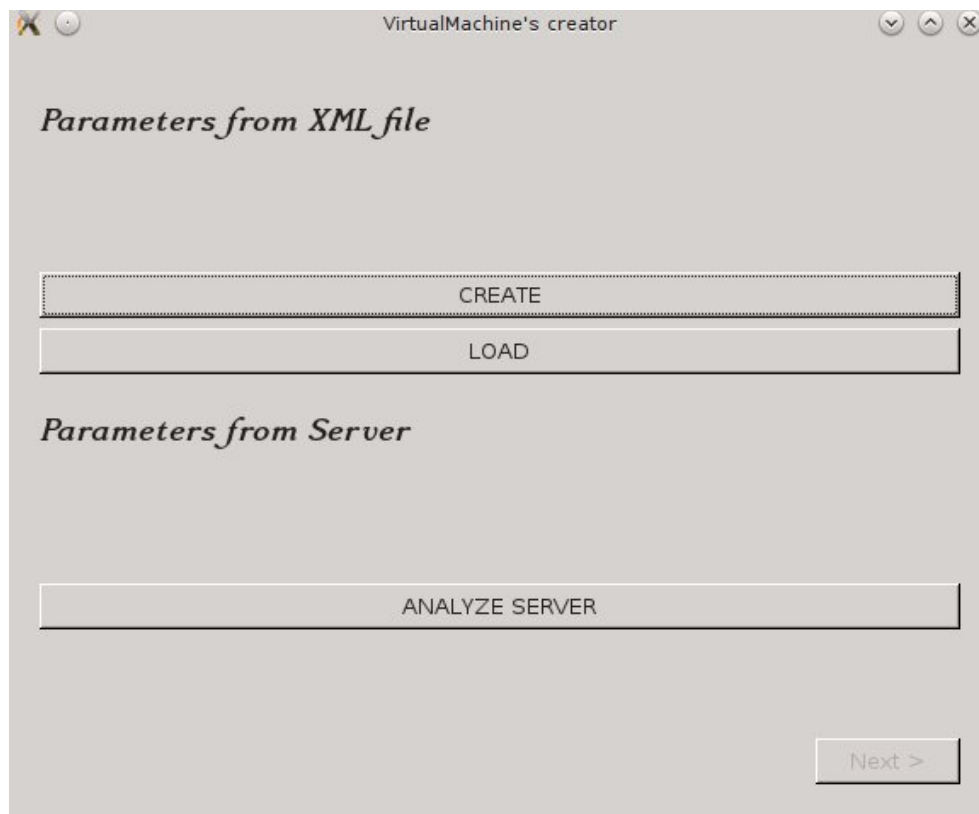 VirtualMachine's creator
Parameters from XML file
CREATE
LOAD
Parameters from Server
ANALYZE SERVER
Next >